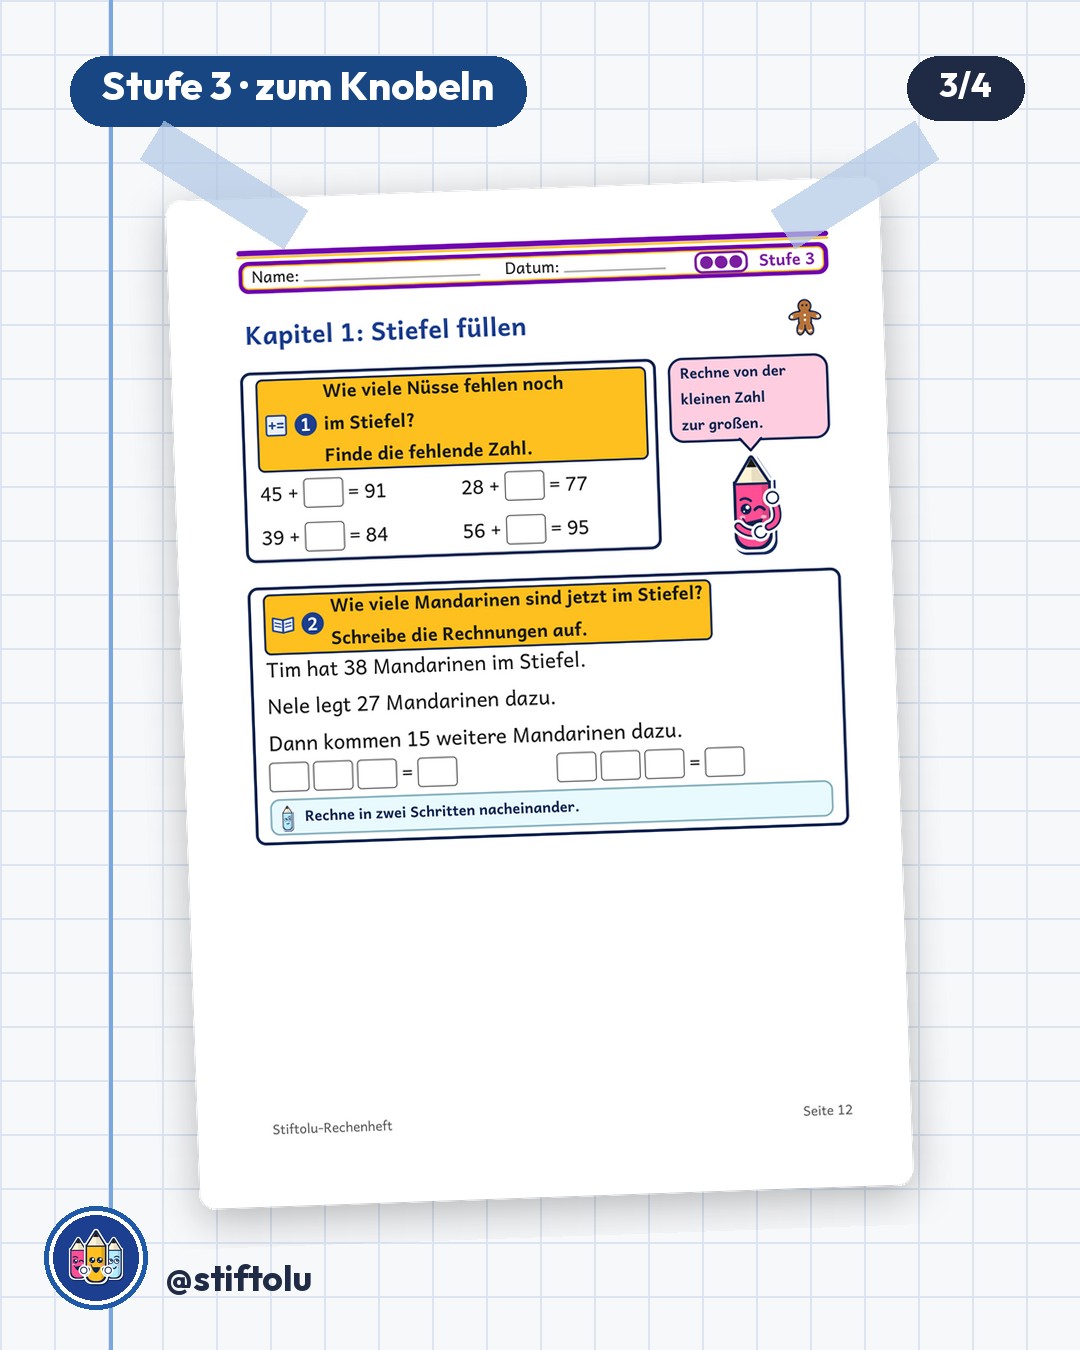 Stufe 3 · zum Knobeln
3/4
Name: Datum: Stufe 3
Kapitel 1: Stiefel füllen
+= 1 Wie viele Nüsse fehlen noch
im Stiefel?
Finde die fehlende Zahl.
45 + = 91 28 + = 77
39 + = 84 56 + = 95
Rechne von der
kleinen Zahl
zur großen.
2 Wie viele Mandarinen sind jetzt im Stiefel?
Schreibe die Rechnungen auf.
Tim hat 38 Mandarinen im Stiefel.
Nele legt 27 Mandarinen dazu.
Dann kommen 15 weitere Mandarinen dazu.
= =
Rechne in zwei Schritten nacheinander.
Stiftolu-Rechenheft Seite 12
@stiftolu